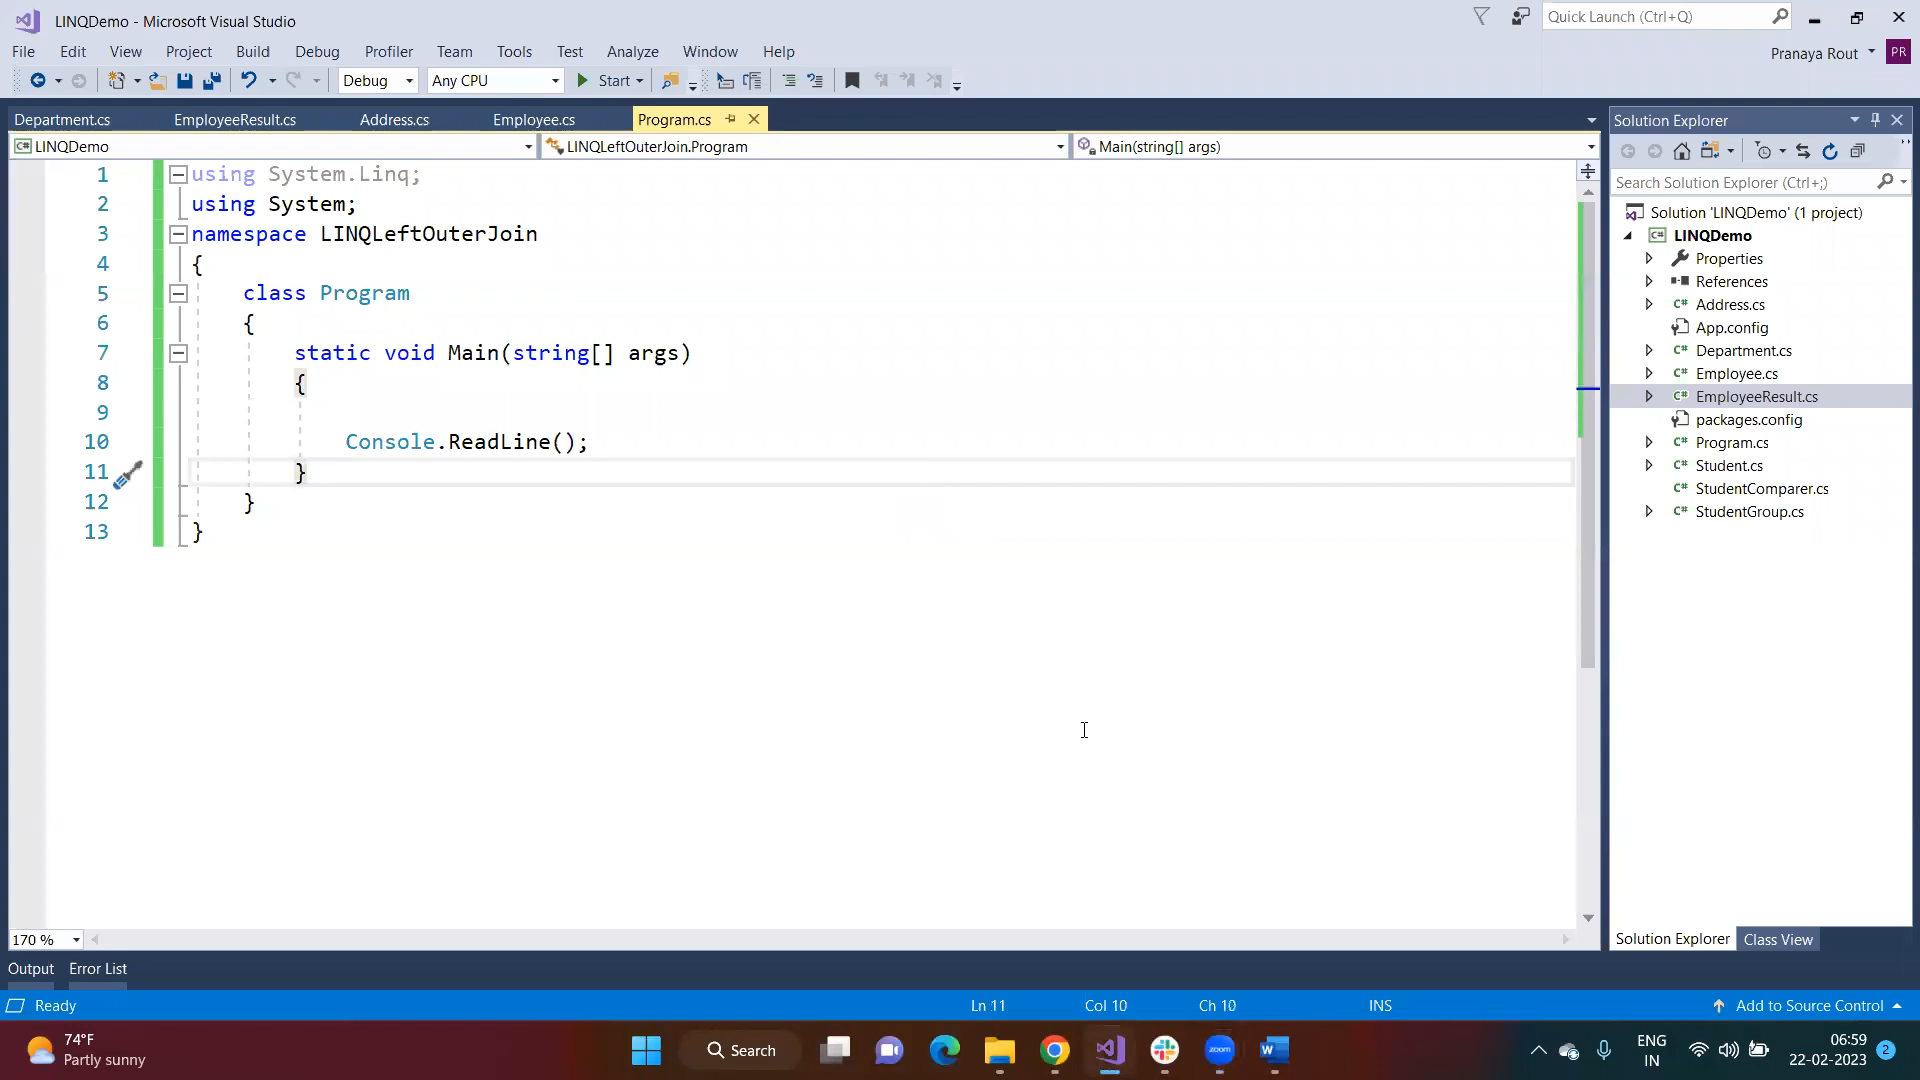 LINQDemo - Microsoft Visual Studio
Quick Launch (Ctrl+Q)
File Edit View Project Build Debug Profiler Team Tools Test Analyze Window Help
Pranaya Rout PR
Debug Any CPU Start
Department.cs EmployeeResult.cs Address.cs Employee.cs Program.cs
LINQDemo LINQLeftOuterJoin.Program Main(string[] args)
1 using System.Linq;
2 using System;
3 namespace LINQLeftOuterJoin
4 {
5 class Program
6 {
7 static void Main(string[] args)
8 {
9
10 Console.ReadLine();
11 }
12 }
13 }
170 %
Solution Explorer
Search Solution Explorer (Ctrl+;)
Solution 'LINQDemo' (1 project)
C# LINQDemo
Properties
References
C# Address.cs
App.config
C# Department.cs
C# Employee.cs
C# EmployeeResult.cs
packages.config
C# Program.cs
C# Student.cs
C# StudentComparer.cs
C# StudentGroup.cs
Solution Explorer Class View
Output Error List
Ready Ln 11 Col 10 Ch 10 INS Add to Source Control
74°F
Partly sunny
Search
zoom
ENG
IN
06:59
22-02-2023
2